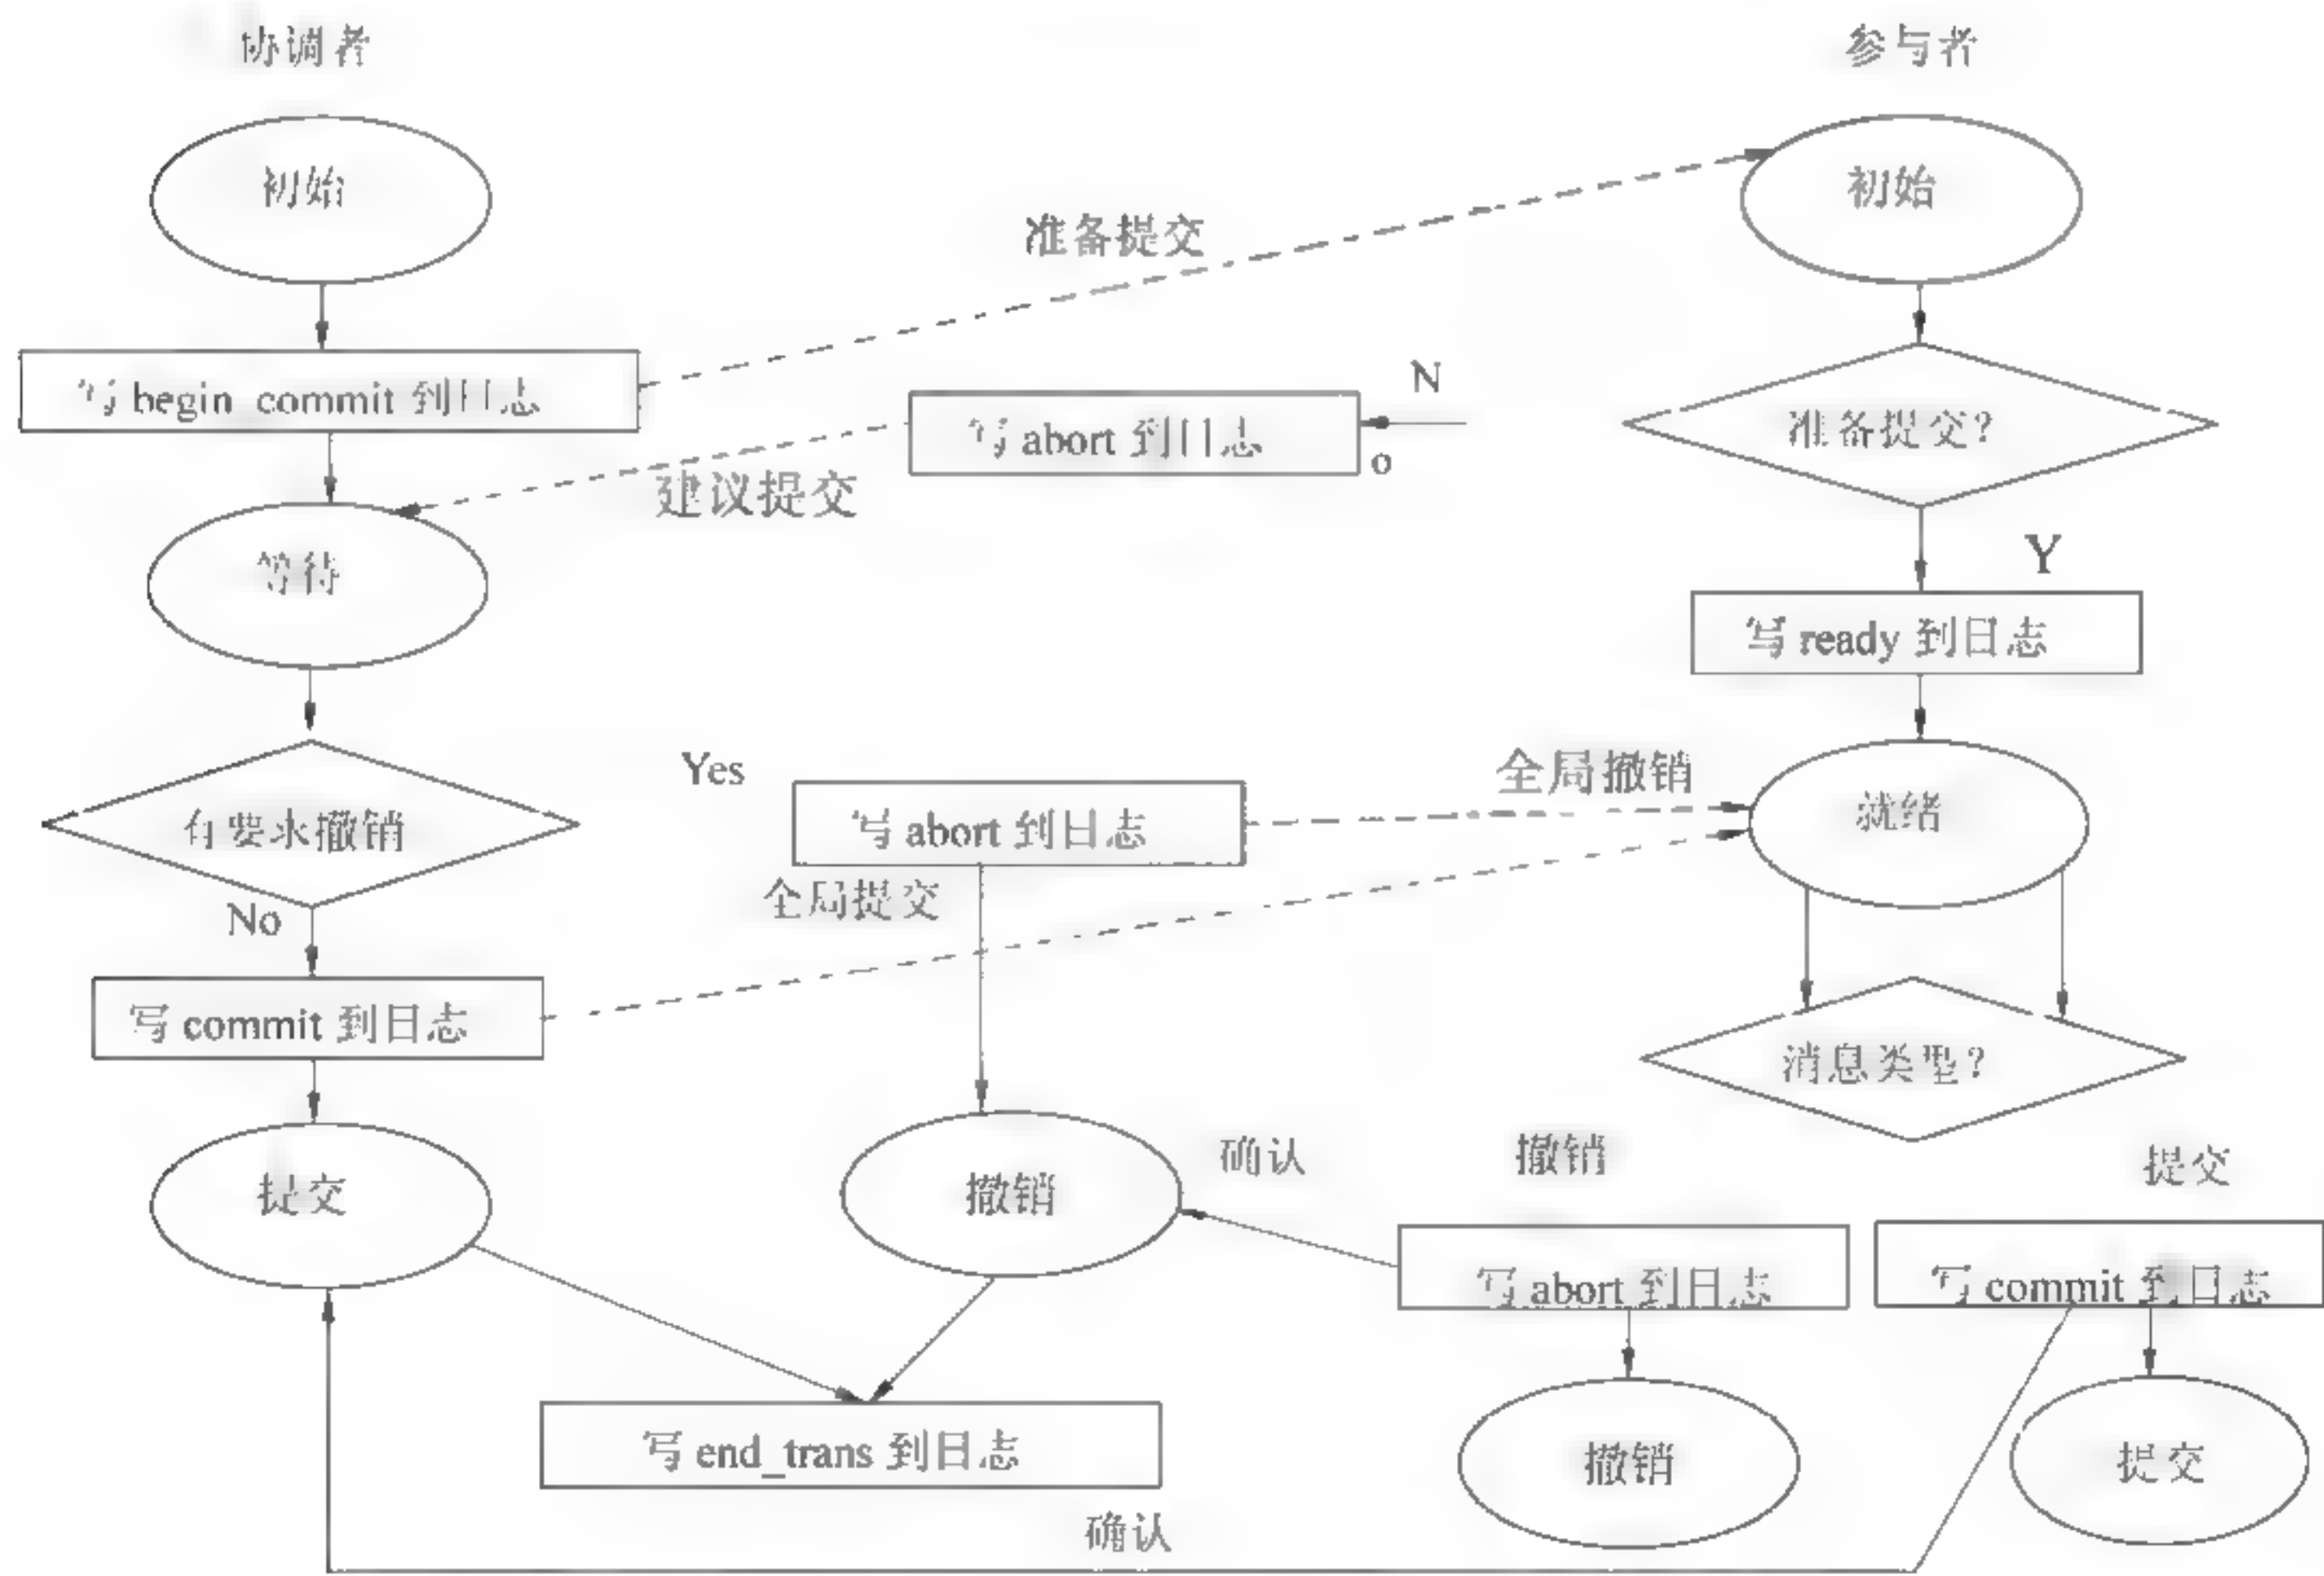 协调者
参与者
初始
初始
准备提交
写 begin_commit 到日志
N
o
写 abort 到日志
准备提交？
建议提交
等待
Y
写 ready 到日志
Yes
全局撤销
有要求撤销
写 abort 到日志
就绪
全局提交
No
写 commit 到日志
消息类型？
提交
撤销
确认
撤销
提交
写 abort 到日志
写 commit 到日志
写 end_trans 到日志
撤销
提交
确认